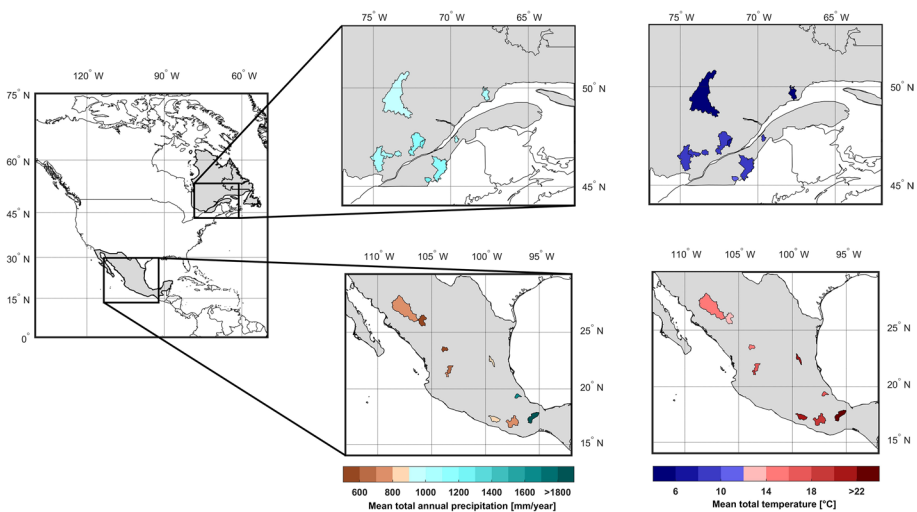 75° W 70° W 65° W
75° W 70° W 65° W
120° W 90° W 60° W
75° N
60° N
45° N
30° N
15° N
0°
50° N
45° N
50° N
45° N
110° W 105° W 100° W 95° W
110° W 105° W 100° W 95° W
25° N
20° N
15° N
25° N
20° N
15° N
600 800 1000 1200 1400 1600 >1800
Mean total annual precipitation [mm/year]
6 10 14 18 >22
Mean total temperature [°C]